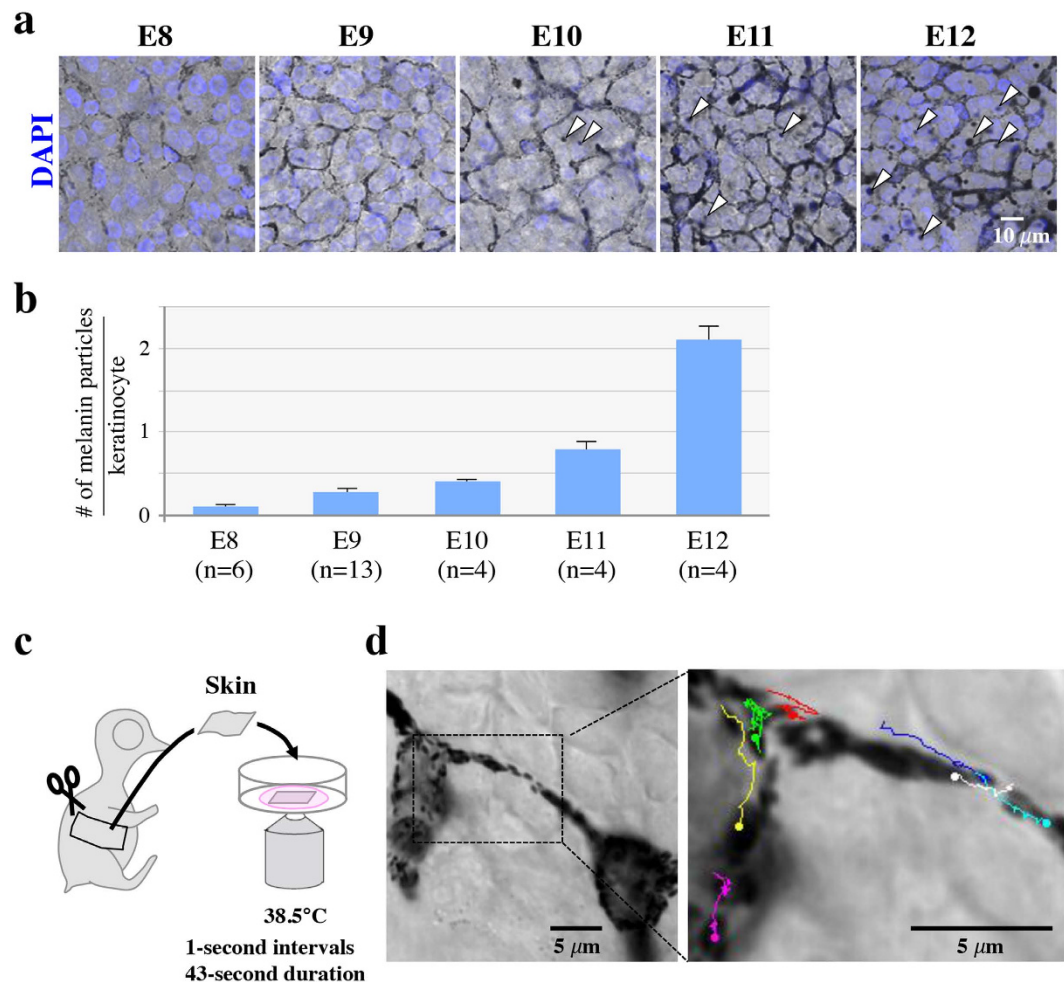 a
E8 E9 E10 E11 E12
DAPI
10 μm
b
# of melanin particles
keratinocyte
2
1
0
E8 E9 E10 E11 E12
(n=6) (n=13) (n=4) (n=4) (n=4)
c
Skin
38.5°C
1-second intervals
43-second duration
d
5 μm
5 μm